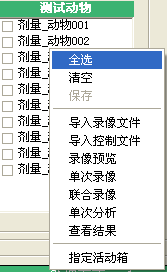 测试动物
剂量_动物001
剂量_动物002
剂量_
剂量_
剂量_
剂量_
剂量_
剂量_
剂量_
剂量_
全选
清空
保存
导入录像文件
导入控制文件
录像预览
单次录像
联合录像
单次分析
查看结果
指定活动箱